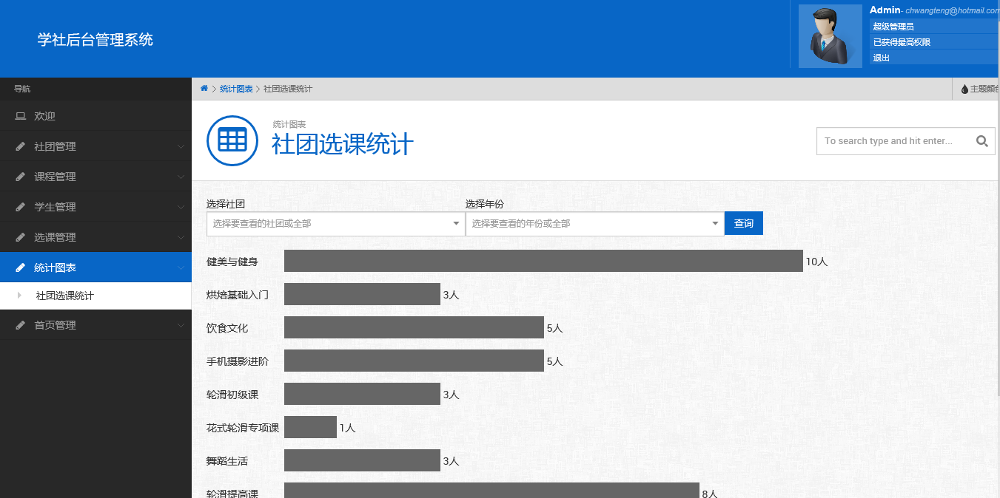 学社后台管理系统
Admin- chwangteng@hotmail.com
超级管理员
已获得最高权限
退出
导航
欢迎
社团管理
课程管理
学生管理
选课管理
统计图表
社团选课统计
首页管理
统计图表 社团选课统计
主题颜色
统计图表
社团选课统计
To search type and hit enter...
选择社团 选择年份
选择要查看的社团或全部 选择要查看的年份或全部 查询
健美与健身 10人
烘焙基础入门 3人
饮食文化 5人
手机摄影进阶 5人
轮滑初级课 3人
花式轮滑专项课 1人
舞蹈生活 3人
轮滑提高课 8人